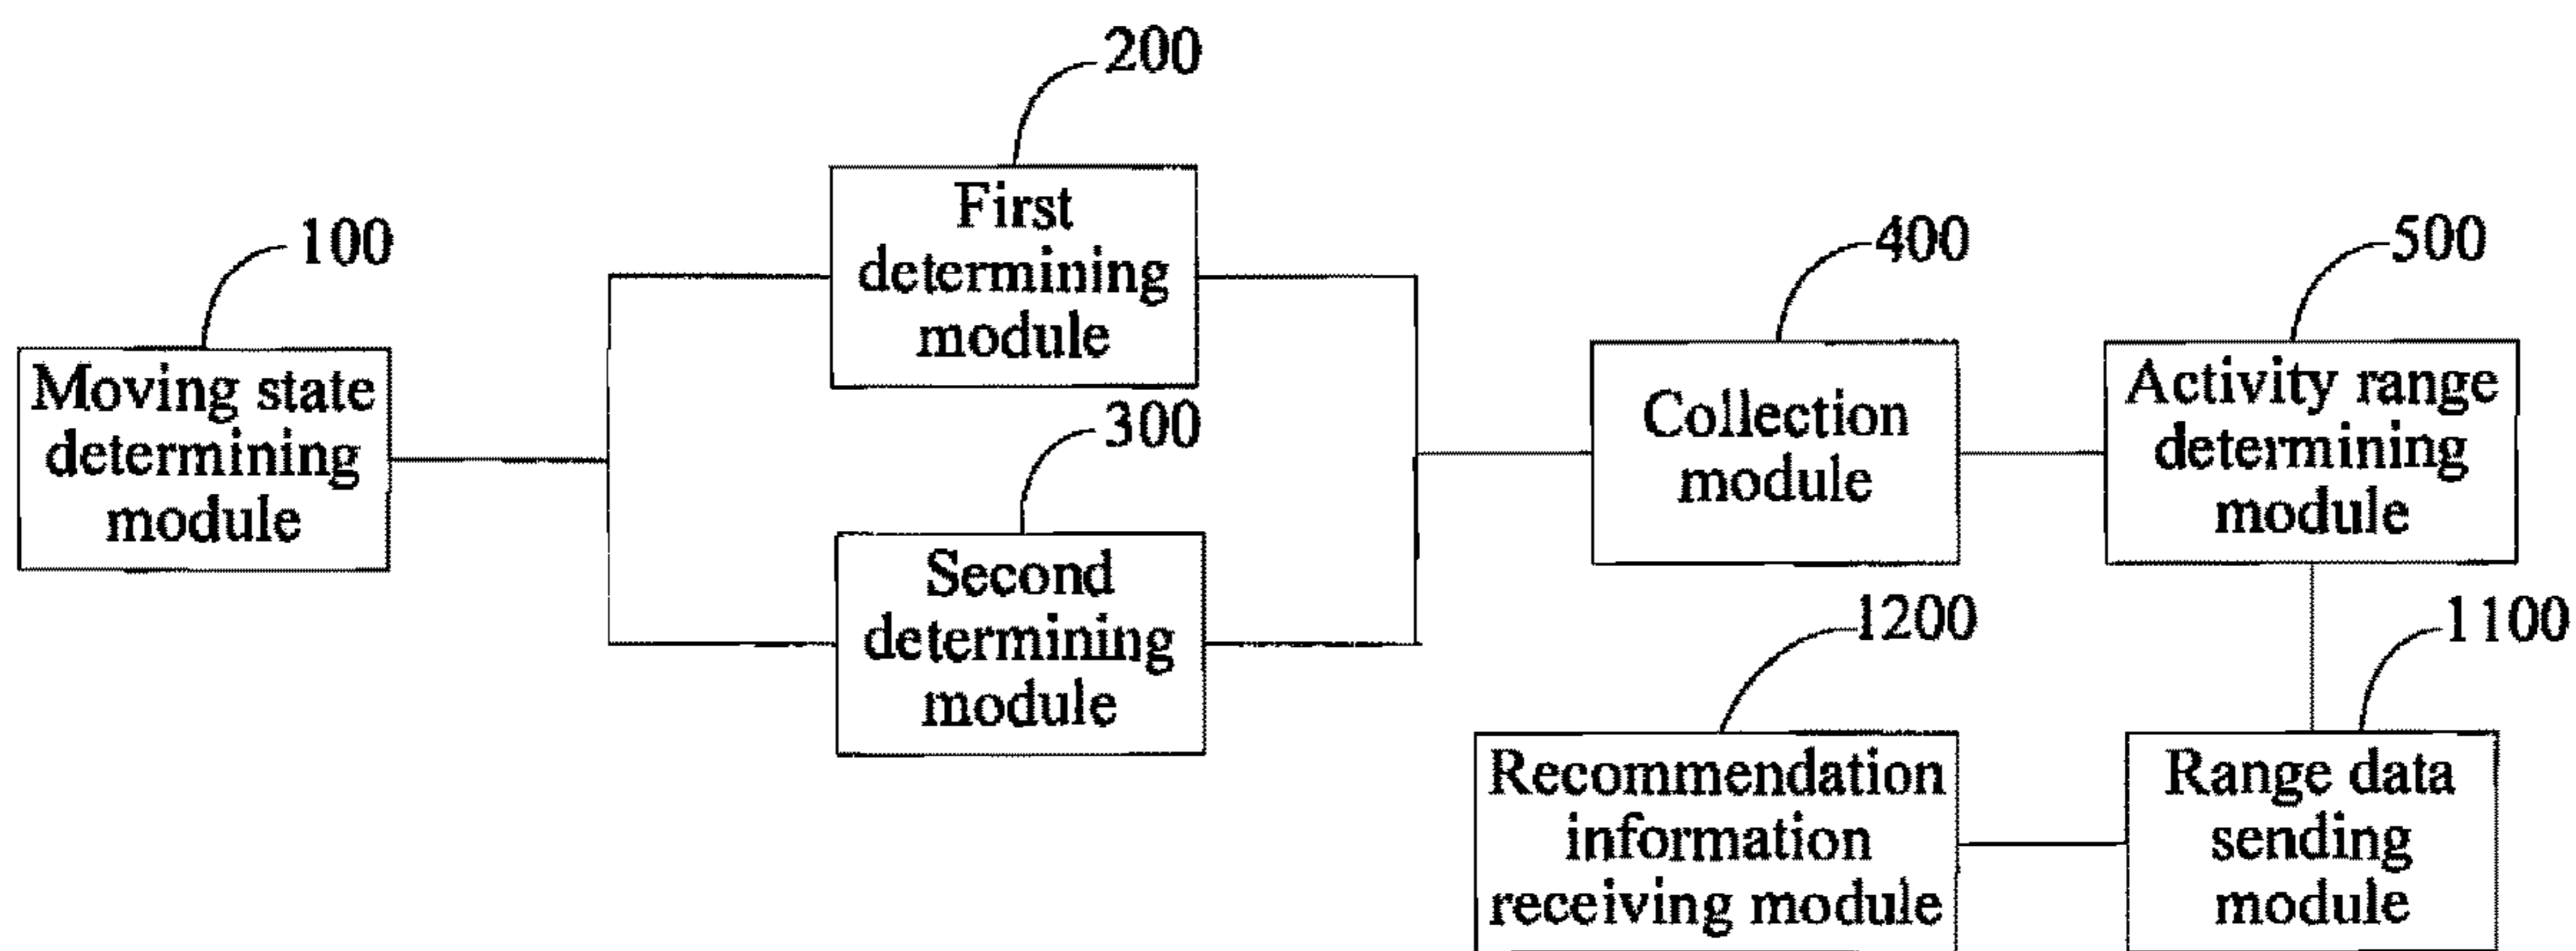 200
First
determining
module
100
Moving state
determining
module
300
Second
determining
module
400
Collection
module
500
Activity range
determining
module
1200
Recommendation
information
receiving module
1100
Range data
sending
module